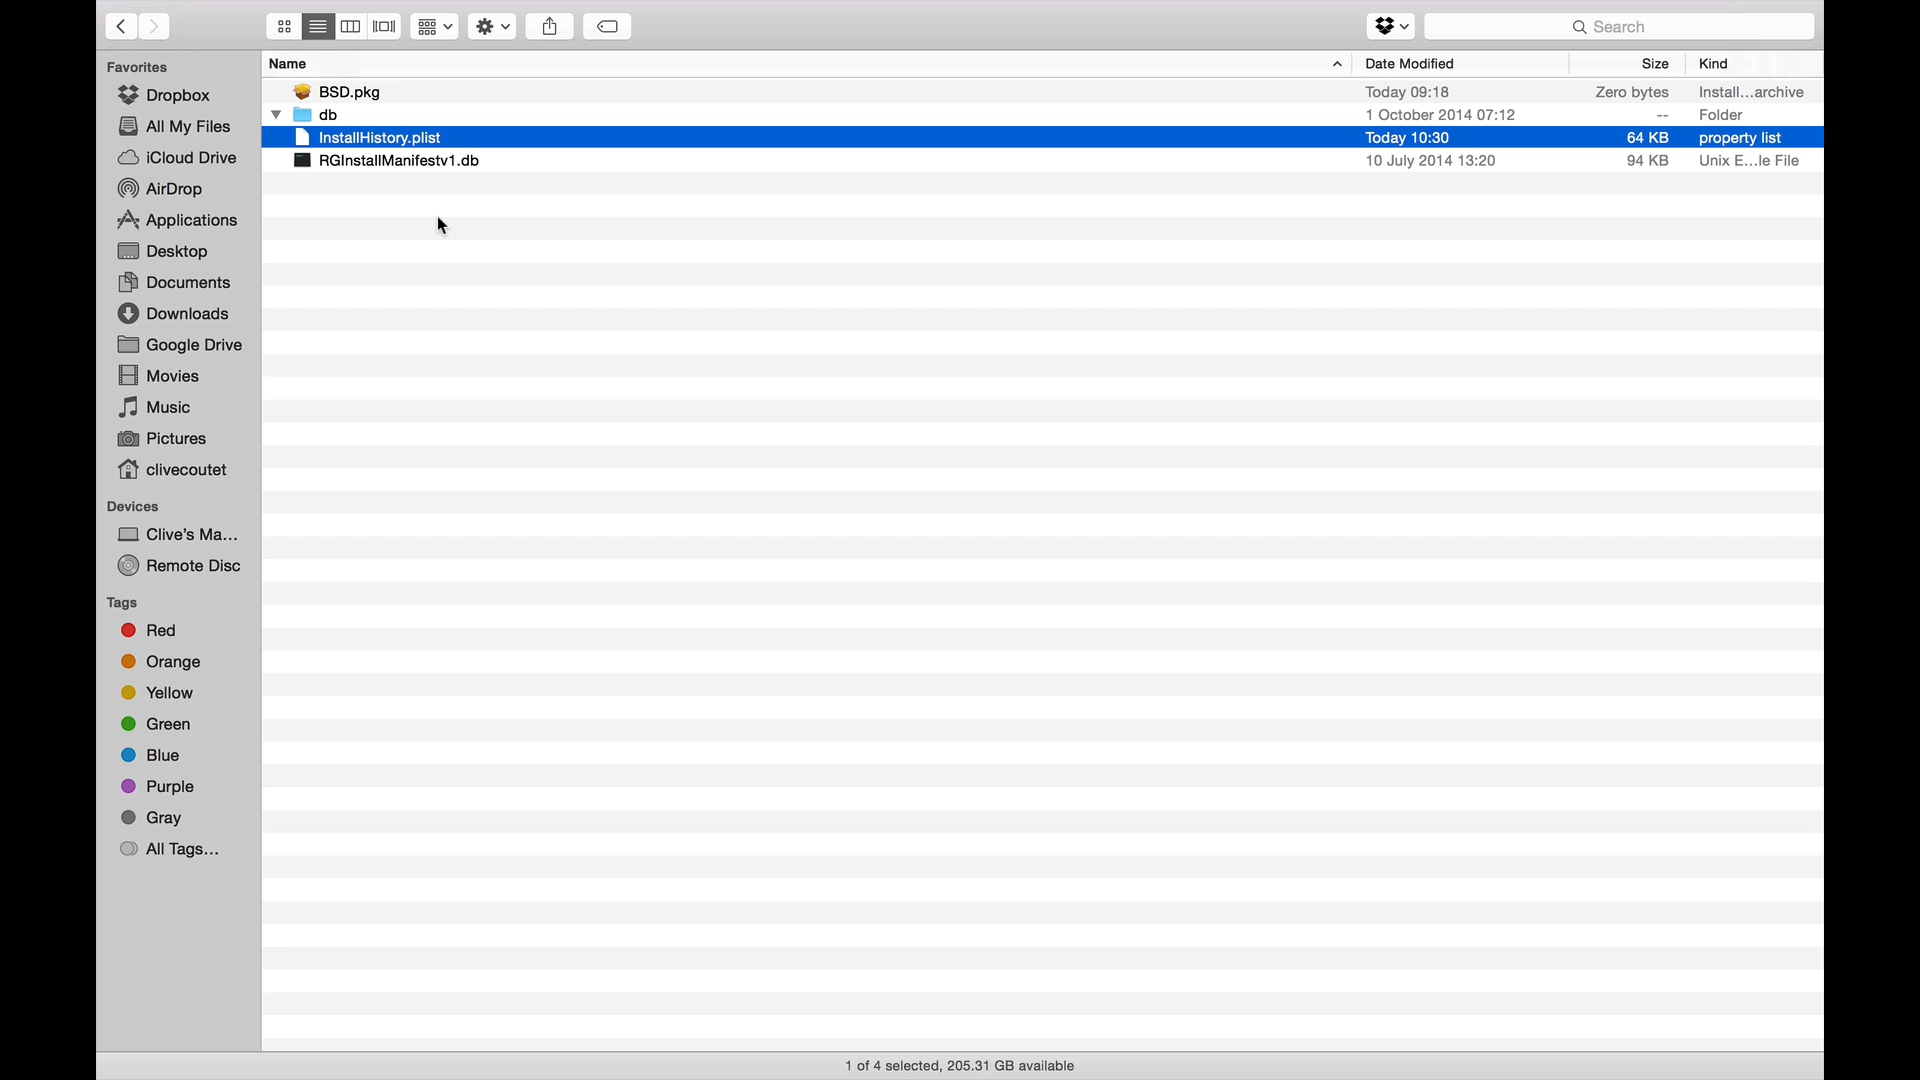 Search
Favorites
Dropbox
All My Files
iCloud Drive
AirDrop
Applications
Desktop
Documents
Downloads
Google Drive
Movies
Music
Pictures
clivecoutet
Devices
Clive's Ma...
Remote Disc
Tags
Red
Orange
Yellow
Green
Blue
Purple
Gray
All Tags...
Name Date Modified Size Kind
BSD.pkg Today 09:18 Zero bytes Install...archive
db 1 October 2014 07:12 -- Folder
InstallHistory.plist Today 10:30 64 KB property list
RGInstallManifestv1.db 10 July 2014 13:20 94 KB Unix E...le File
1 of 4 selected, 205.31 GB available